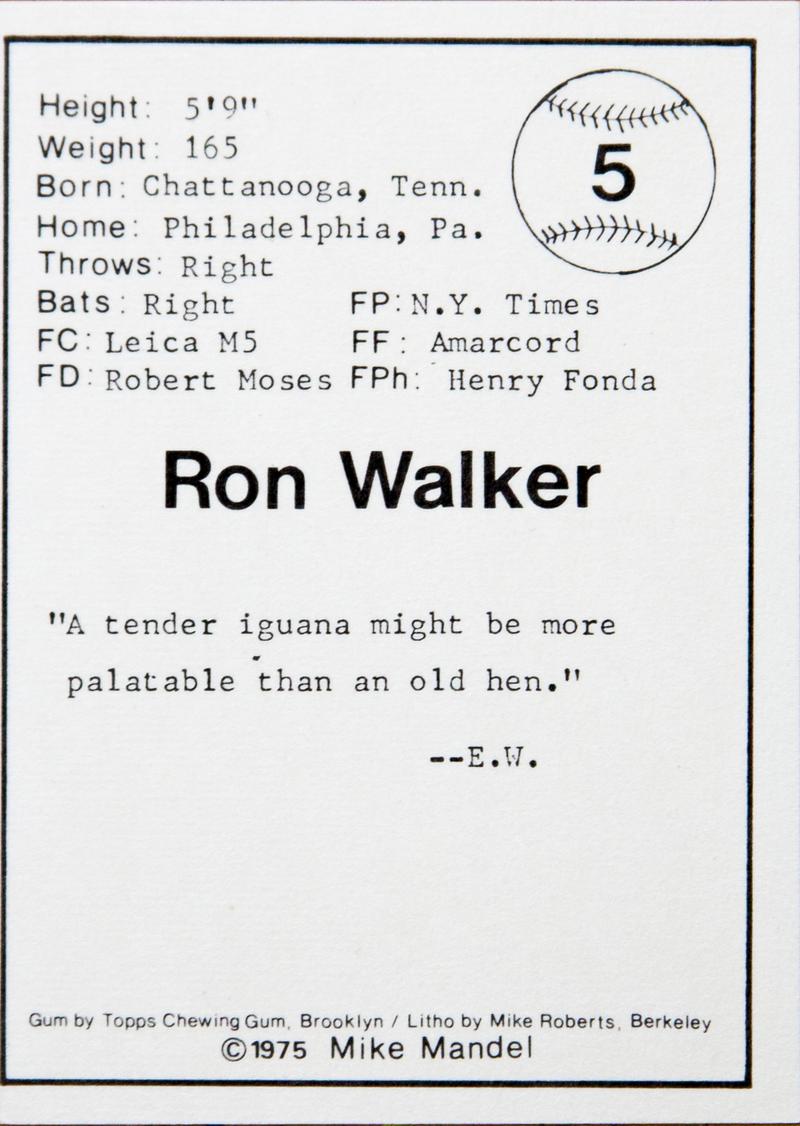 Height: 5'9"
5
Weight: 165
Born: Chattanooga, Tenn.
Home: Philadelphia, Pa.
Throws: Right
Bats: Right FP: N.Y. Times
FC: Leica M5 FF: Amarcord
FD: Robert Moses FPh: Henry Fonda
Ron Walker
"A tender iguana might be more
palatable than an old hen."
--E.W.
Gum by Topps Chewing Gum, Brooklyn / Litho by Mike Roberts, Berkeley
©1975 Mike Mandel